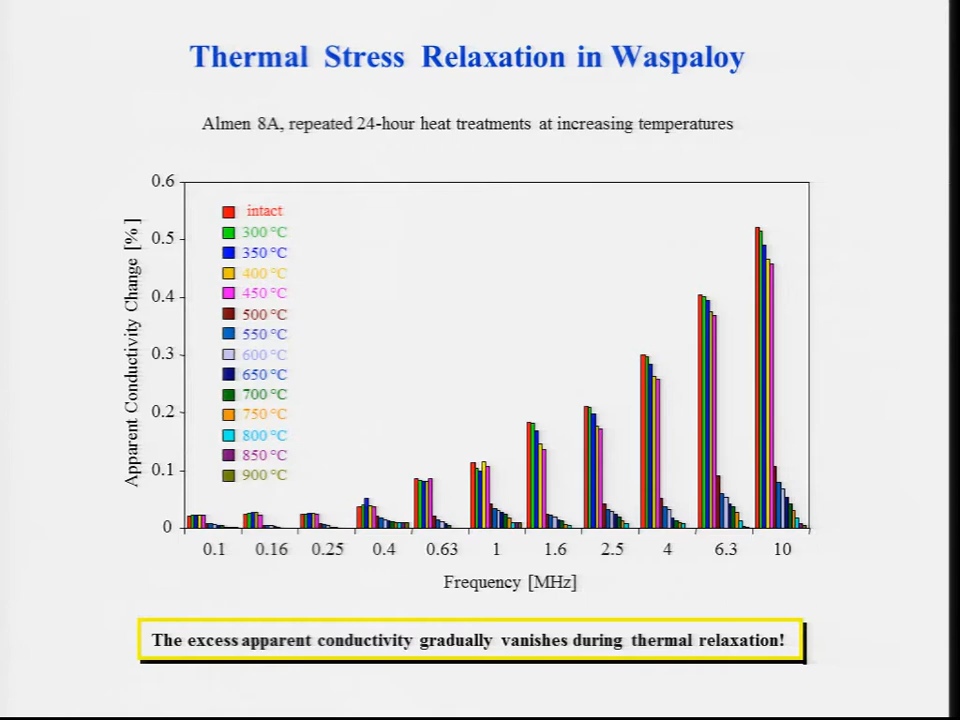 Thermal Stress Relaxation in Waspaloy
Almen 8A, repeated 24-hour heat treatments at increasing temperatures
Apparent Conductivity Change [%]
0.6
0.5
0.4
0.3
0.2
0.1
0
intact
300 °C
350 °C
400 °C
450 °C
500 °C
550 °C
600 °C
650 °C
700 °C
750 °C
800 °C
850 °C
900 °C
0.1 0.16 0.25 0.4 0.63 1 1.6 2.5 4 6.3 10
Frequency [MHz]
The excess apparent conductivity gradually vanishes during thermal relaxation!